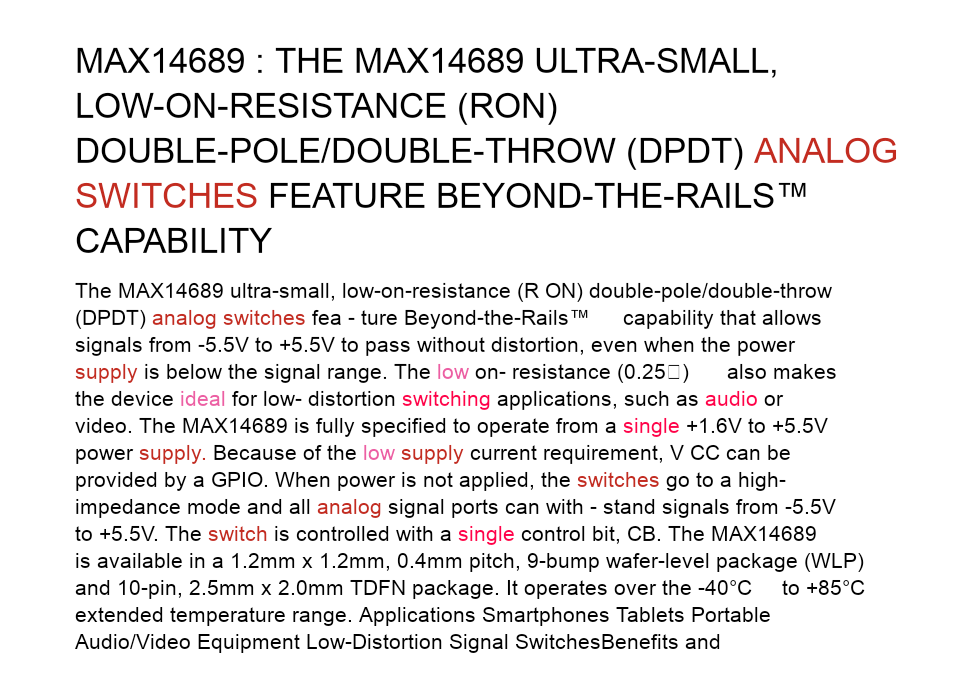 MAX14689 : THE MAX14689 ULTRA-SMALL,
LOW-ON-RESISTANCE (RON)
DOUBLE-POLE/DOUBLE-THROW (DPDT) ANALOG
SWITCHES FEATURE BEYOND-THE-RAILS™
CAPABILITY
The MAX14689 ultra-small, low-on-resistance (R ON) double-pole/double-throw
(DPDT) analog switches fea - ture Beyond-the-Rails™ capability that allows
signals from -5.5V to +5.5V to pass without distortion, even when the power
supply is below the signal range. The low on- resistance (0.25□) also makes
the device ideal for low- distortion switching applications, such as audio or
video. The MAX14689 is fully specified to operate from a single +1.6V to +5.5V
power supply. Because of the low supply current requirement, V CC can be
provided by a GPIO. When power is not applied, the switches go to a high-
impedance mode and all analog signal ports can with - stand signals from -5.5V
to +5.5V. The switch is controlled with a single control bit, CB. The MAX14689
is available in a 1.2mm x 1.2mm, 0.4mm pitch, 9-bump wafer-level package (WLP)
and 10-pin, 2.5mm x 2.0mm TDFN package. It operates over the -40°C to +85°C
extended temperature range. Applications Smartphones Tablets Portable
Audio/Video Equipment Low-Distortion Signal SwitchesBenefits and